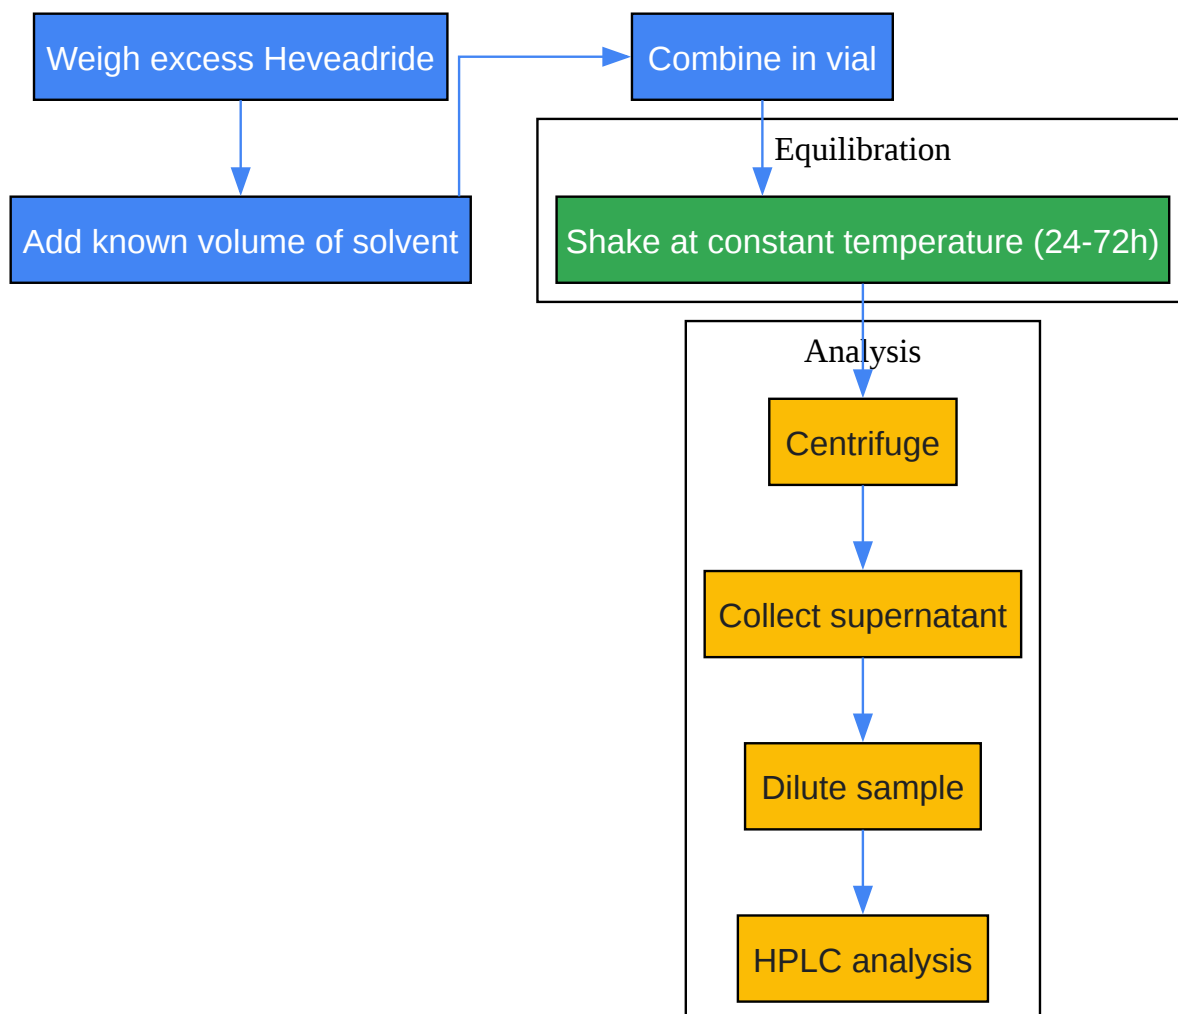 Weigh excess Heveadride
Add known volume of solvent
Combine in vial
Equilibration
Shake at constant temperature (24-72h)
Analysis
Centrifuge
Collect supernatant
Dilute sample
HPLC analysis